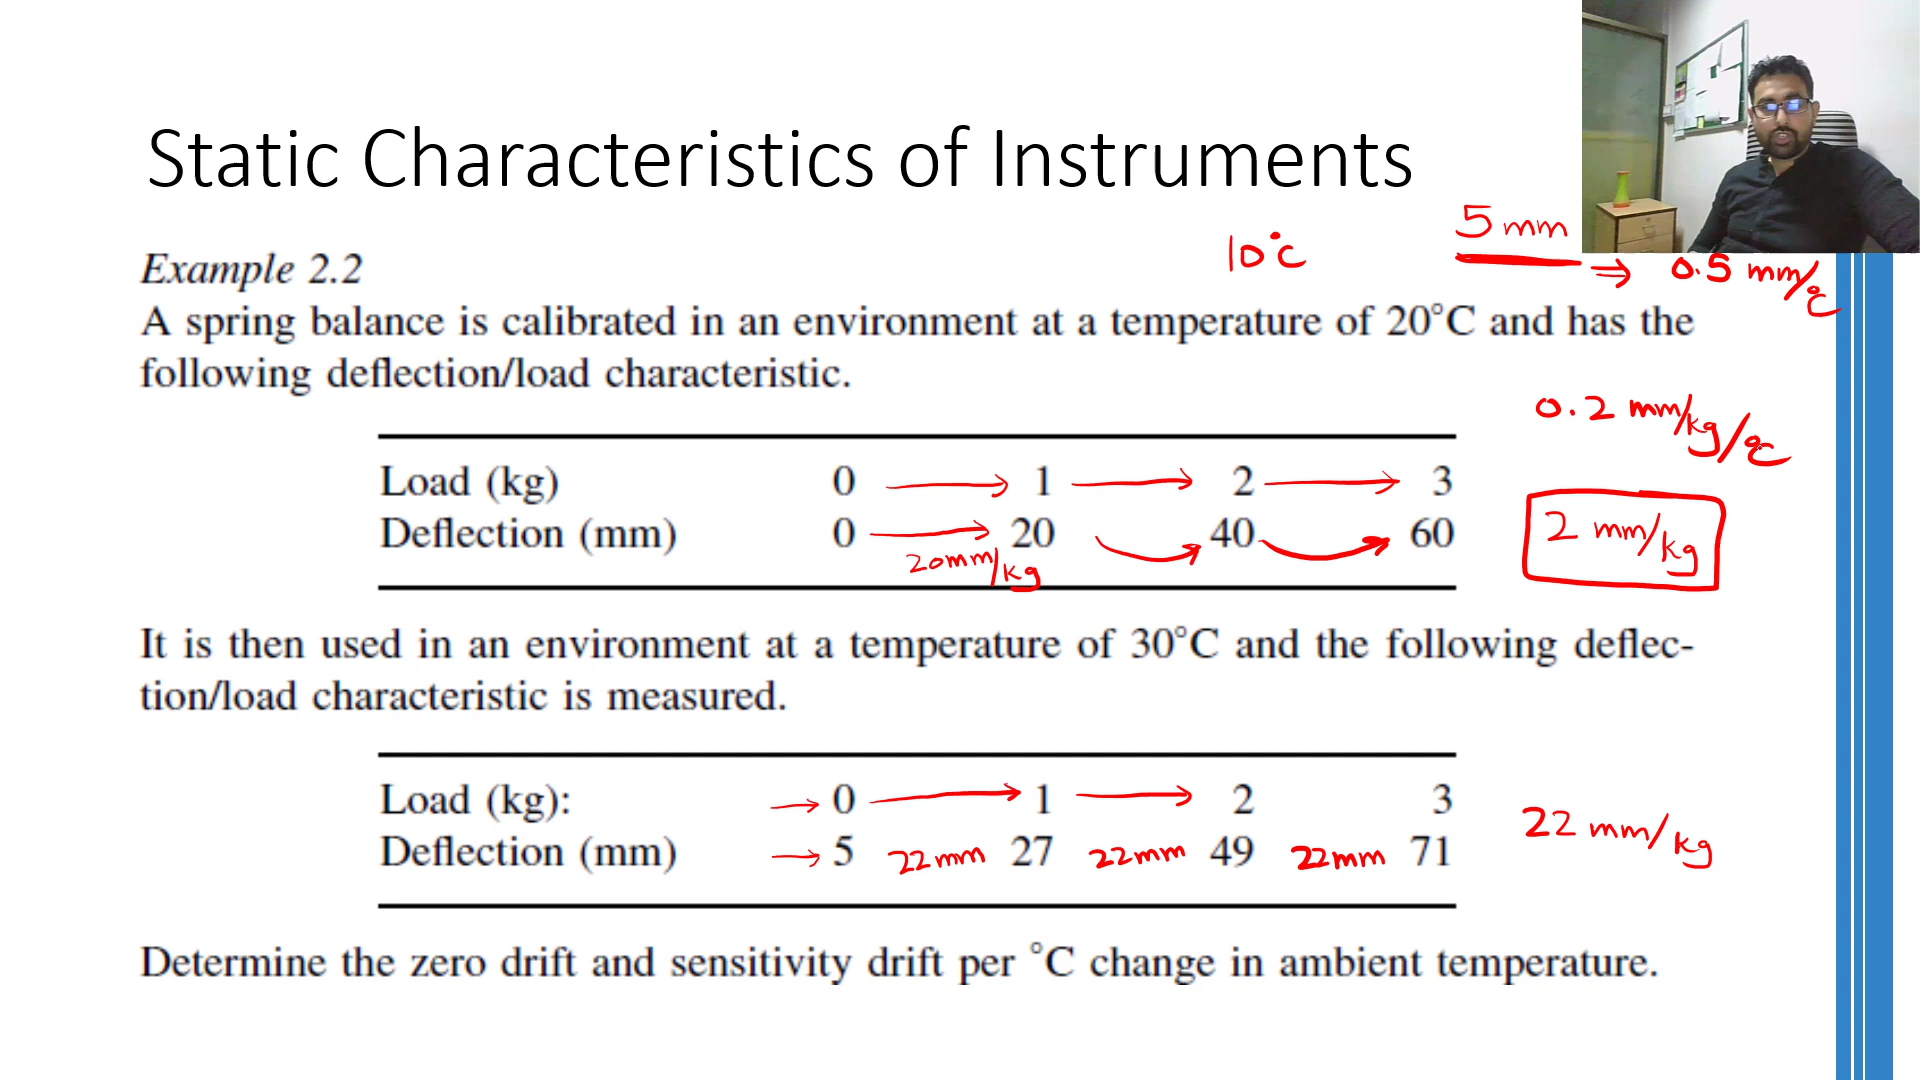 Static Characteristics of Instruments
5 mm
10°C
⇒ 0.5 mm/°C
Example 2.2
A spring balance is calibrated in an environment at a temperature of 20°C and has the
following deflection/load characteristic.
0.2 mm/kg/°C
Load (kg) 0 → 1 → 2 → 3
Deflection (mm) 0 → 20 40 60
20mm/kg
2 mm/kg
It is then used in an environment at a temperature of 30°C and the following deflec-
tion/load characteristic is measured.
Load (kg): → 0 → 1 → 2 3
Deflection (mm) → 5 22mm 27 22mm 49 22mm 71
22 mm/kg
Determine the zero drift and sensitivity drift per °C change in ambient temperature.